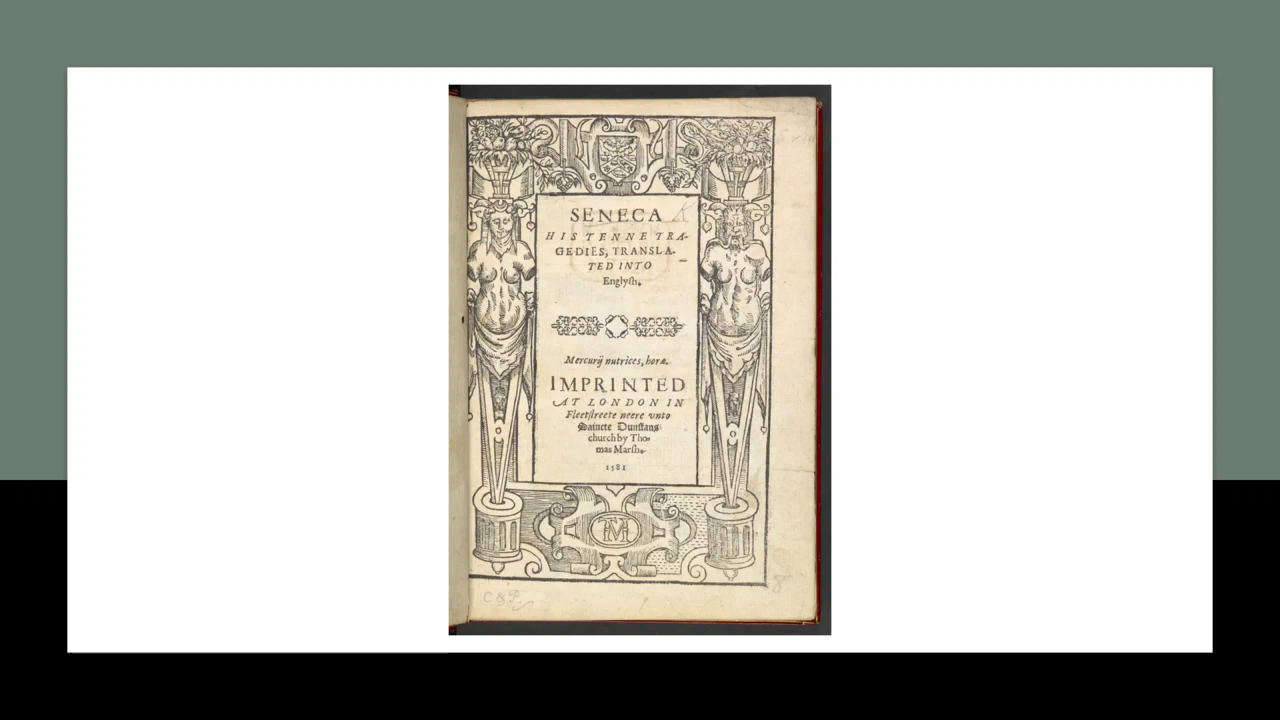 SENECA
HIS TENNE TRA-
GEDIES, TRANSLA-
TED INTO
Englyſh.
Mercurij nutrices, horæ.
IMPRINTED
AT LONDON IN
Fleetſtreete neere vnto
Saincte Dunſtans
church by Tho-
mas Marſh.
1581
C & P.
8